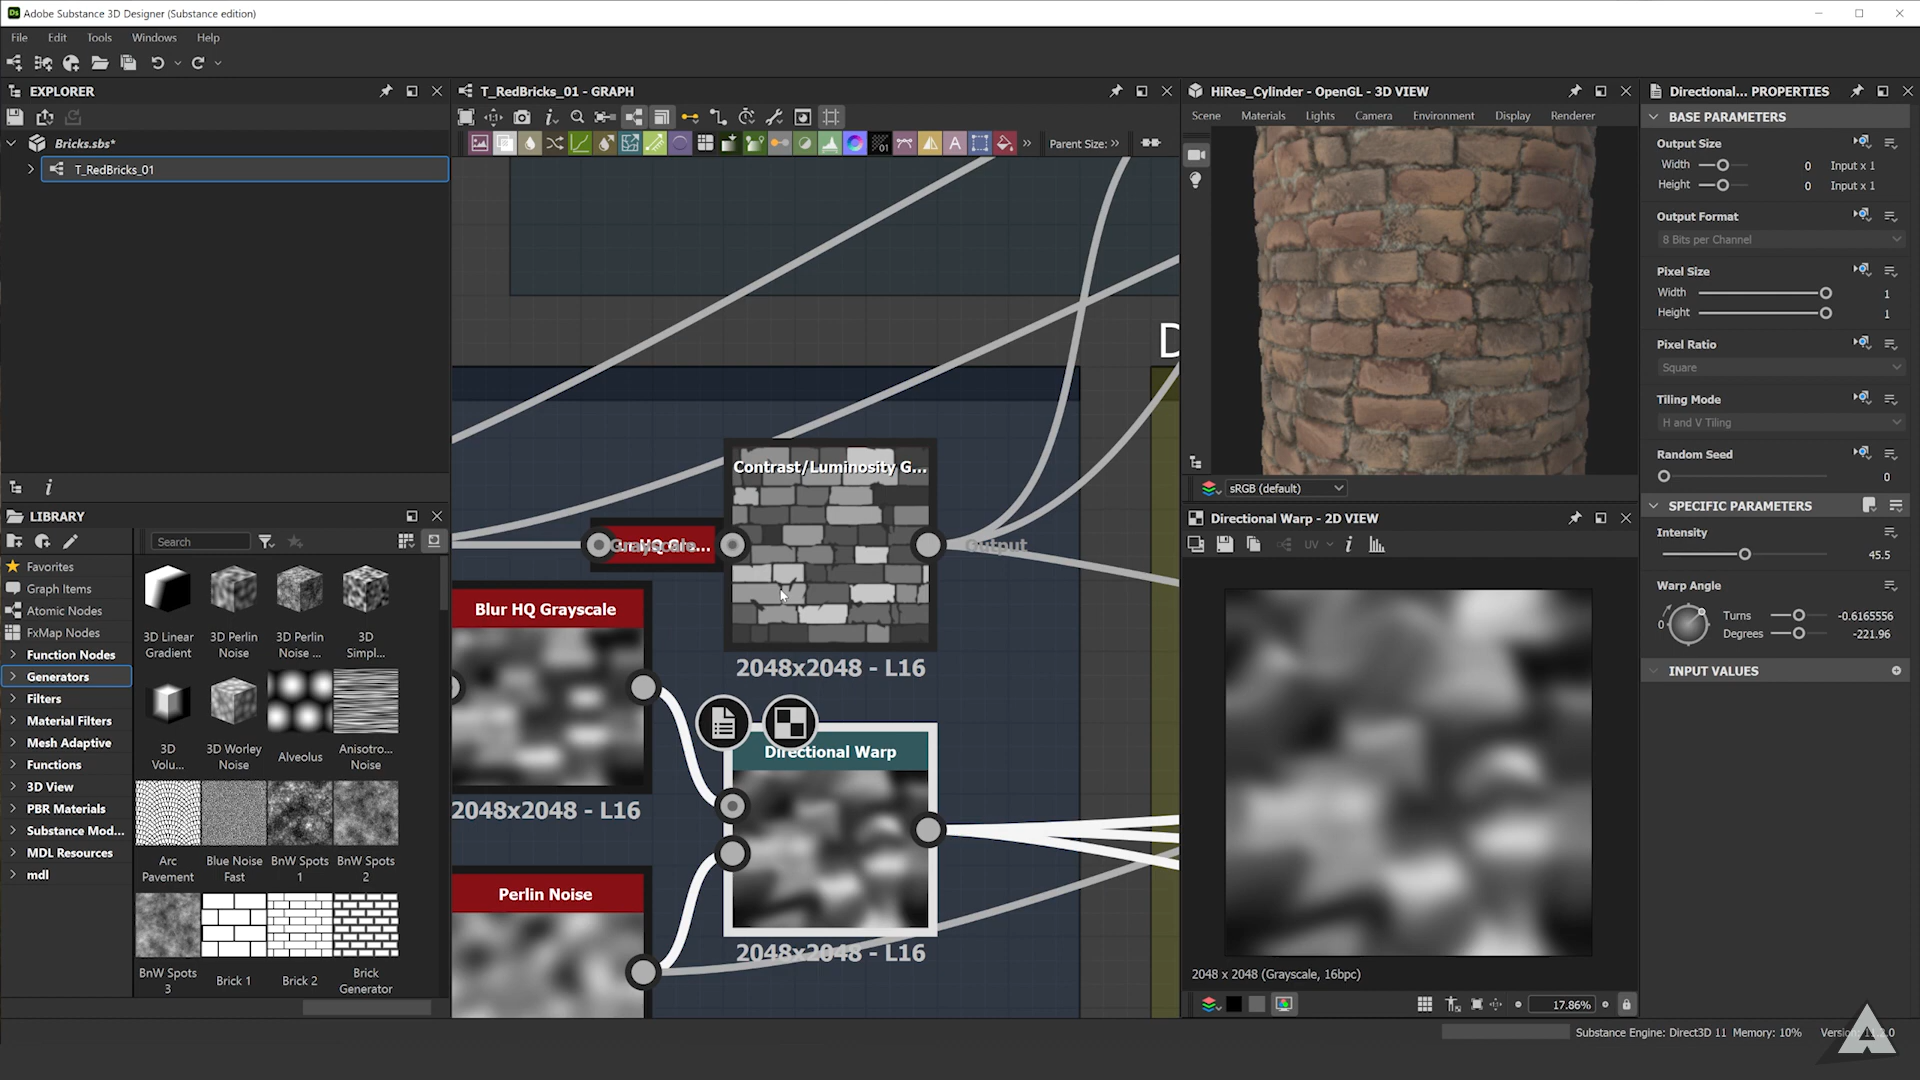 Adobe Substance 3D Designer (Substance edition)
File Edit Tools Windows Help
EXPLORER
Bricks.sbs*
T_RedBricks_01
LIBRARY
Search
Favorites
Graph Items
Atomic Nodes
FxMap Nodes
Function Nodes
Generators
Filters
Material Filters
Mesh Adaptive
Functions
3D View
PBR Materials
Substance Mod...
MDL Resources
mdl
3D Linear Gradient
3D Perlin Noise
3D Perlin Noise ...
3D Simpl...
3D Volu...
3D Worley Noise
Alveolus
Anisotro... Noise
Arc Pavement
Blue Noise Fast
BnW Spots 1
BnW Spots 2
BnW Spots 3
Brick 1
Brick 2
Brick Generator
T_RedBricks_01 - GRAPH
Parent Size:
D
Contrast/Luminosity G...
Grayscale
HQ Gr...
Output
2048x2048 - L16
Blur HQ Grayscale
2048x2048 - L16
Directional Warp
2048x2048 - L16
Perlin Noise
HiRes_Cylinder - OpenGL - 3D VIEW
Scene Materials Lights Camera Environment Display Renderer
sRGB (default)
Directional Warp - 2D VIEW
UV
2048 x 2048 (Grayscale, 16bpc)
17.86%
Directional... PROPERTIES
BASE PARAMETERS
Output Size
Width 0 Input x 1
Height 0 Input x 1
Output Format
8 Bits per Channel
Pixel Size
Width 1
Height 1
Pixel Ratio
Square
Tiling Mode
H and V Tiling
Random Seed
0
SPECIFIC PARAMETERS
Intensity
45.5
Warp Angle
0
Turns -0.6165556
Degrees -221.96
INPUT VALUES
Substance Engine: Direct3D 11 Memory: 10%